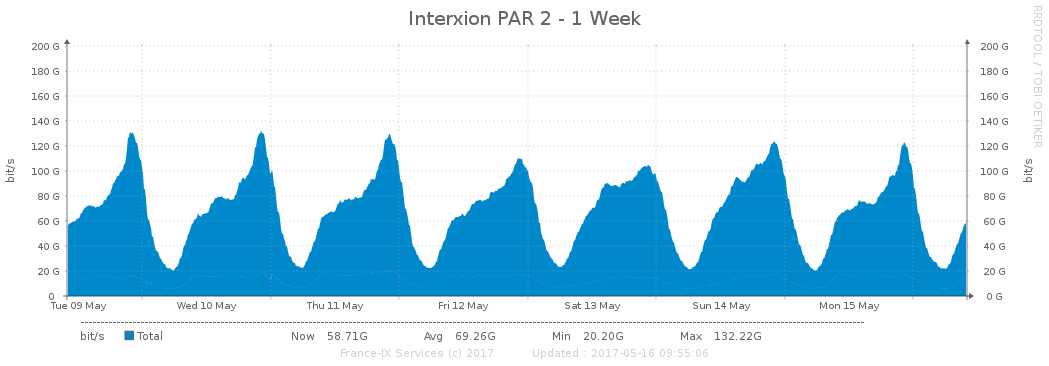 Interxion PAR 2 - 1 Week
RRDTOOL / TOBI OETIKER
200 G 200 G
180 G 180 G
160 G 160 G
140 G 140 G
120 G 120 G
100 G 100 G
80 G 80 G
60 G 60 G
40 G 40 G
20 G 20 G
0 0 G
bit/s bit/s
Tue 09 May Wed 10 May Thu 11 May Fri 12 May Sat 13 May Sun 14 May Mon 15 May
bit/s Total Now 58.71G Avg 69.26G Min 20.20G Max 132.22G
France-IX Services (c) 2017 Updated : 2017-05-16 09:55:06